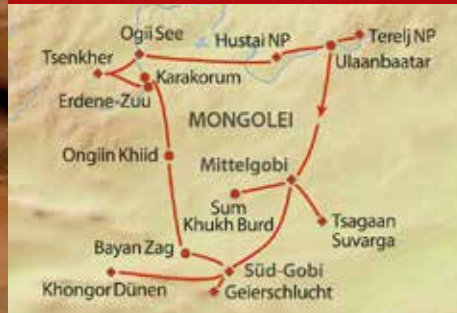 Ogii See
Hustai NP
Terelj NP
Tsenkher
Ulaanbaatar
Karakorum
Erdene-Zuu
MONGOLEI
Ongiin Khiid
Mittelgobi
Sum
Khukh Burd
Tsagaan
Suvarga
Bayan Zag
Süd-Gobi
Khongor Dünen
Geierschlucht